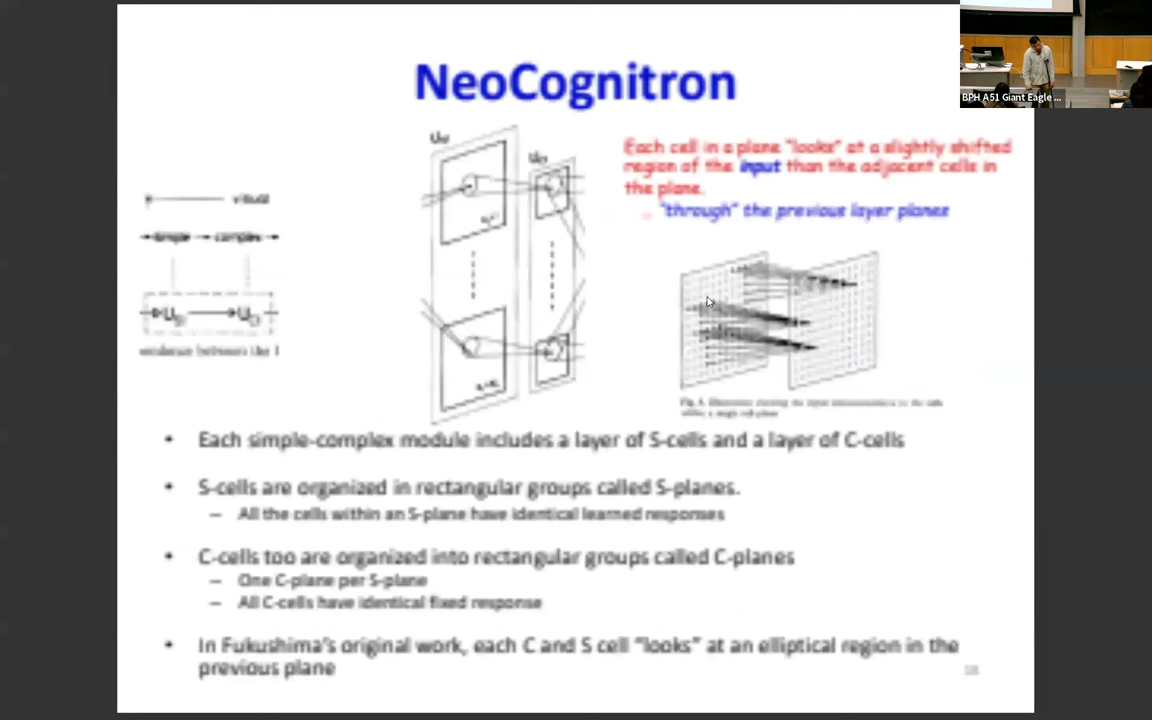 BPH A51 Giant Eagle ...
NeoCognitron
Each cell in a plane "looks" at a slightly shifted
region of the input than the adjacent cells in
the plane.
"through" the previous layer planes
visual
simple complex
• Each simple-complex module includes a layer of S-cells and a layer of C-cells
• S-cells are organized in rectangular groups called S-planes.
– All the cells within an S-plane have identical learned responses
• C-cells too are organized into rectangular groups called C-planes
– One C-plane per S-plane
– All C-cells have identical fixed response
• In Fukushima's original work, each C and S cell "looks" at an elliptical region in the
previous plane